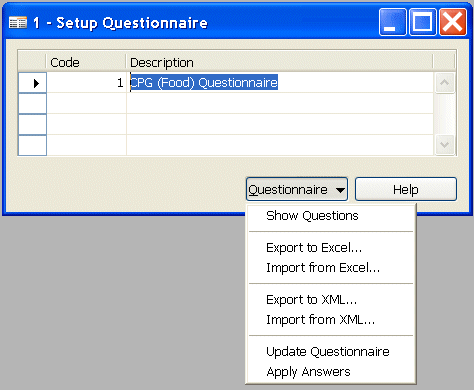 1 - Setup Questionnaire
Code Description
1 CPG (Food) Questionnaire
Questionnaire Help
Show Questions
Export to Excel...
Import from Excel...
Export to XML...
Import from XML...
Update Questionnaire
Apply Answers